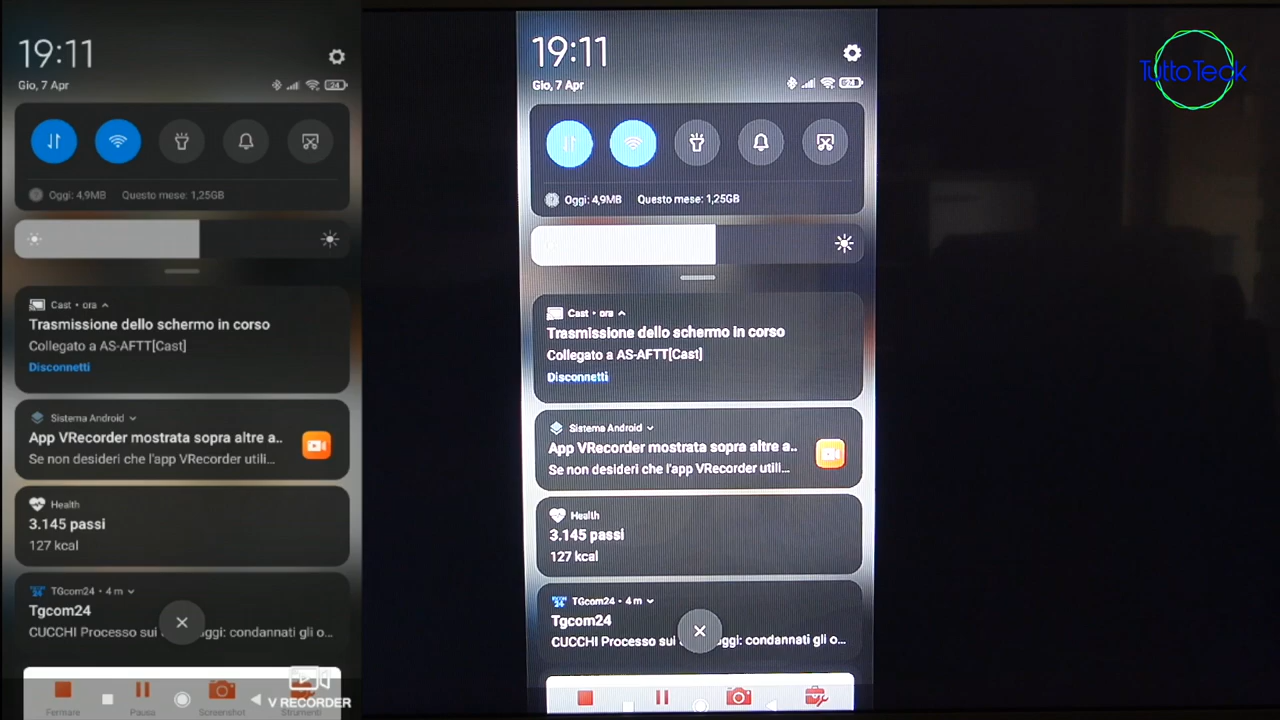 19:11
Gio, 7 Apr
24
Oggi: 4,9MB Questo mese: 1,25GB
Cast • ora
Trasmissione dello schermo in corso
Collegato a AS-AFTT[Cast]
Disconnetti
Sistema Android
App VRecorder mostrata sopra altre a..
Se non desideri che l'app VRecorder utili...
Health
3.145 passi
127 kcal
TGcom24 • 4 m
Tgcom24
CUCCHI Processo sui oggi: condannati gli o...
Fermare Pausa Screenshot Strumenti
V RECORDER
19:11
Gio, 7 Apr
24
Oggi: 4,9MB Questo mese: 1,25GB
Cast • ora
Trasmissione dello schermo in corso
Collegato a AS-AFTT[Cast]
Disconnetti
Sistema Android
App VRecorder mostrata sopra altre a..
Se non desideri che l'app VRecorder utili...
Health
3.145 passi
127 kcal
TGcom24 • 4 m
Tgcom24
CUCCHI Processo sui oggi: condannati gli o...
TuttoTeck